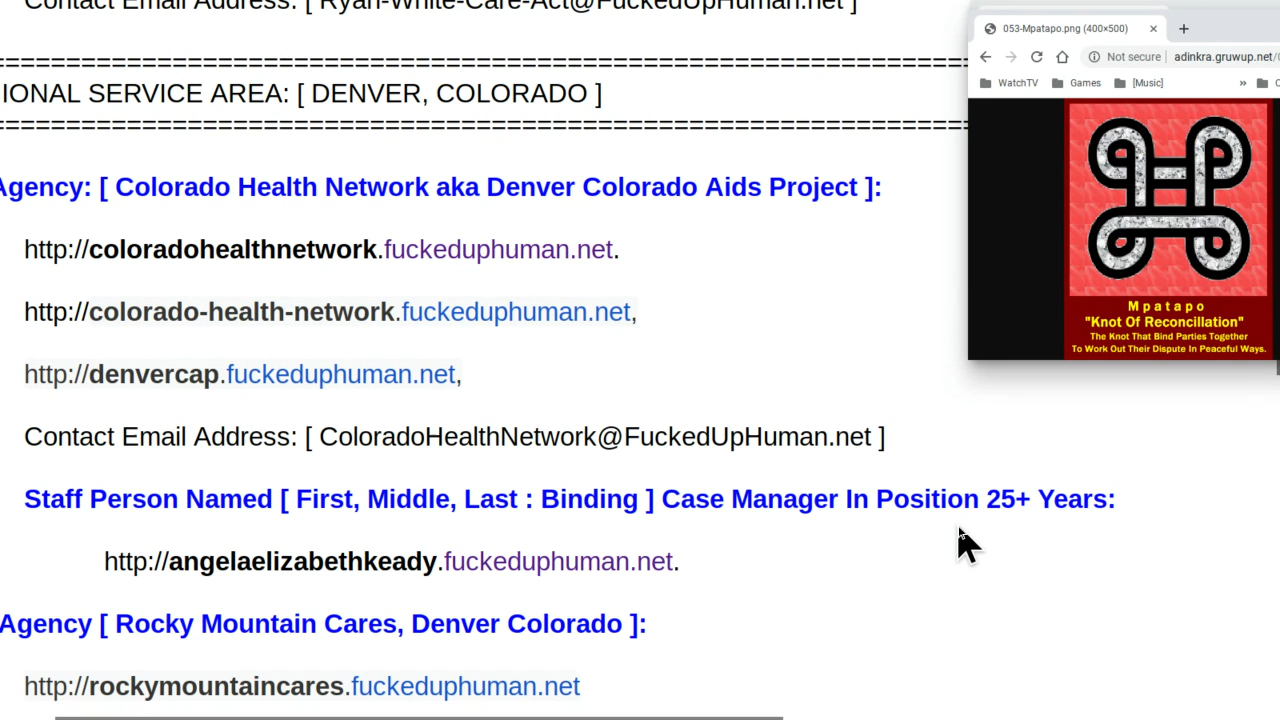 Contact Email Address: [ Ryan-White-Care-Act@FuckedUpHuman.net ]
IONAL SERVICE AREA: [ DENVER, COLORADO ]
Agency: [ Colorado Health Network aka Denver Colorado Aids Project ]:
http://coloradohealthnetwork.fuckeduphuman.net.
http://colorado-health-network.fuckeduphuman.net,
http://denvercap.fuckeduphuman.net,
Contact Email Address: [ ColoradoHealthNetwork@FuckedUpHuman.net ]
Staff Person Named [ First, Middle, Last : Binding ] Case Manager In Position 25+ Years:
http://angelaelizabethkeady.fuckeduphuman.net.
Agency [ Rocky Mountain Cares, Denver Colorado ]:
http://rockymountaincares.fuckeduphuman.net
053-Mpatapo.png (400×500)
Not secure | adinkra.gruwup.net/
WatchTV Games [Music] »
Mpatapo
"Knot Of Reconciliation"
The Knot That Bind Parties Together
To Work Out Their Dispute In Peaceful Ways.